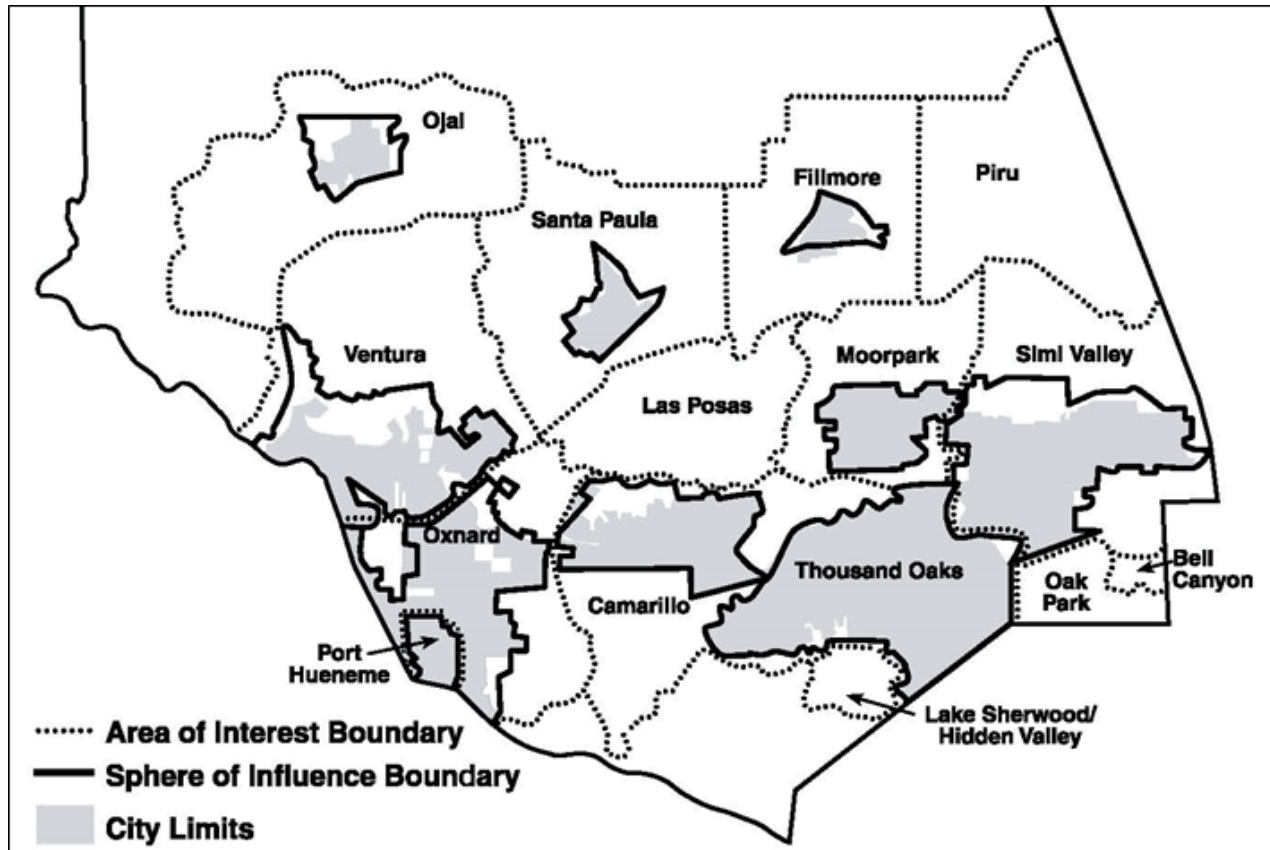 Ojai
Fillmore
Piru
Santa Paula
Ventura
Moorpark
Simi Valley
Las Posas
Oxnard
Thousand Oaks
Bell
Canyon
Oak
Park
Camarillo
Port
Hueneme
Lake Sherwood/
Hidden Valley
Area of Interest Boundary
Sphere of Influence Boundary
City Limits